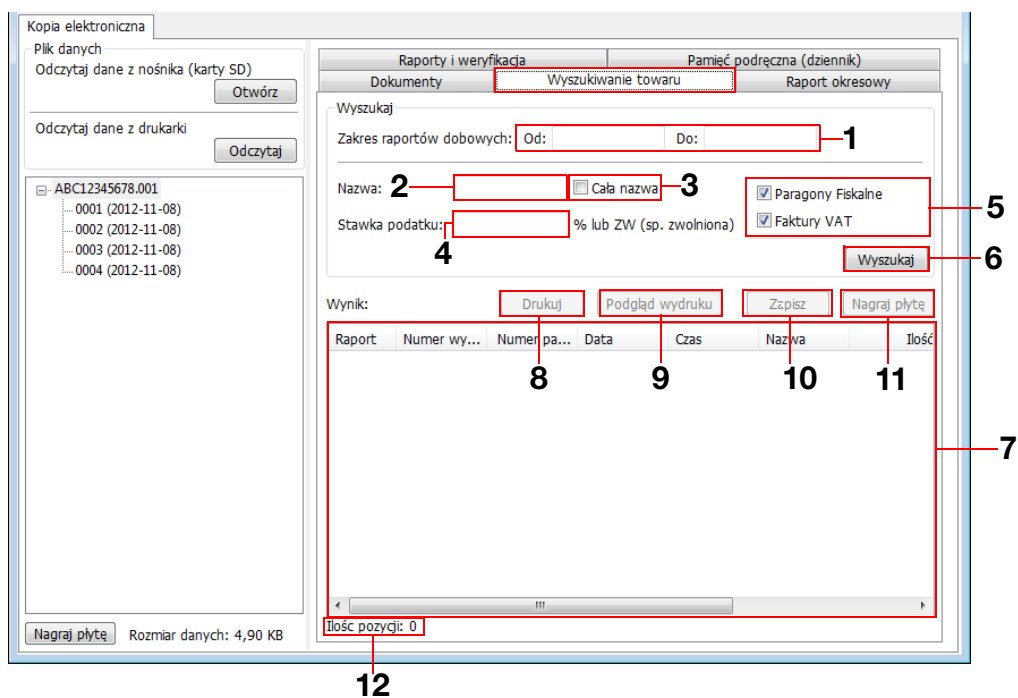 Kopia elektroniczna
Plik danych
Odczytaj dane z nośnika (karty SD)
Otwórz
Odczytaj dane z drukarki
Odczytaj
ABC12345678.001
0001 (2012-11-08)
0002 (2012-11-08)
0003 (2012-11-08)
0004 (2012-11-08)
Nagraj płytę Rozmiar danych: 4,90 KB
Raporty i weryfikacja Pamięć podręczna (dziennik)
Dokumenty Wyszukiwanie towaru Raport okresowy
Wyszukaj
Zakres raportów dobowych: Od: Do: 1
Nazwa: 2 Cała nazwa 3
Paragony Fiskalne
5
Stawka podatku: % lub ZW (sp. zwolniona) Faktury VAT
4
Wyszukaj 6
Wynik: Drukuj Podgląd wydruku Zapisz Nagraj płytę
Raport Numer wy... Numer pa... Data Czas Nazwa Ilość
8 9 10 11
7
Ilośc pozycji: 0
12